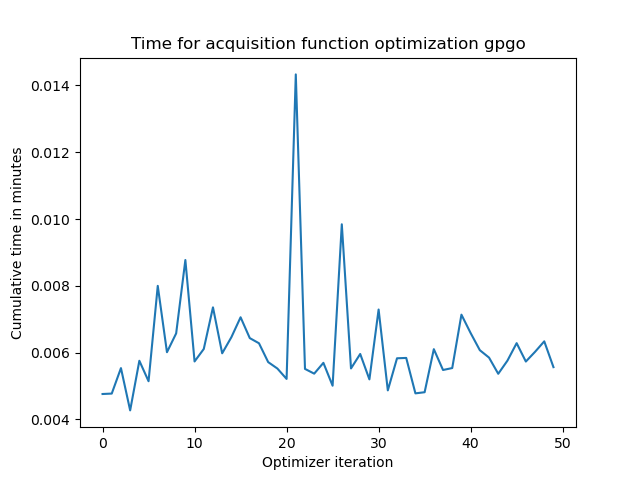 Time for acquisition function optimization gpgo
0.014
0.012
0.010
0.008
0.006
0.004
Cumulative time in minutes
0 10 20 30 40 50
Optimizer iteration